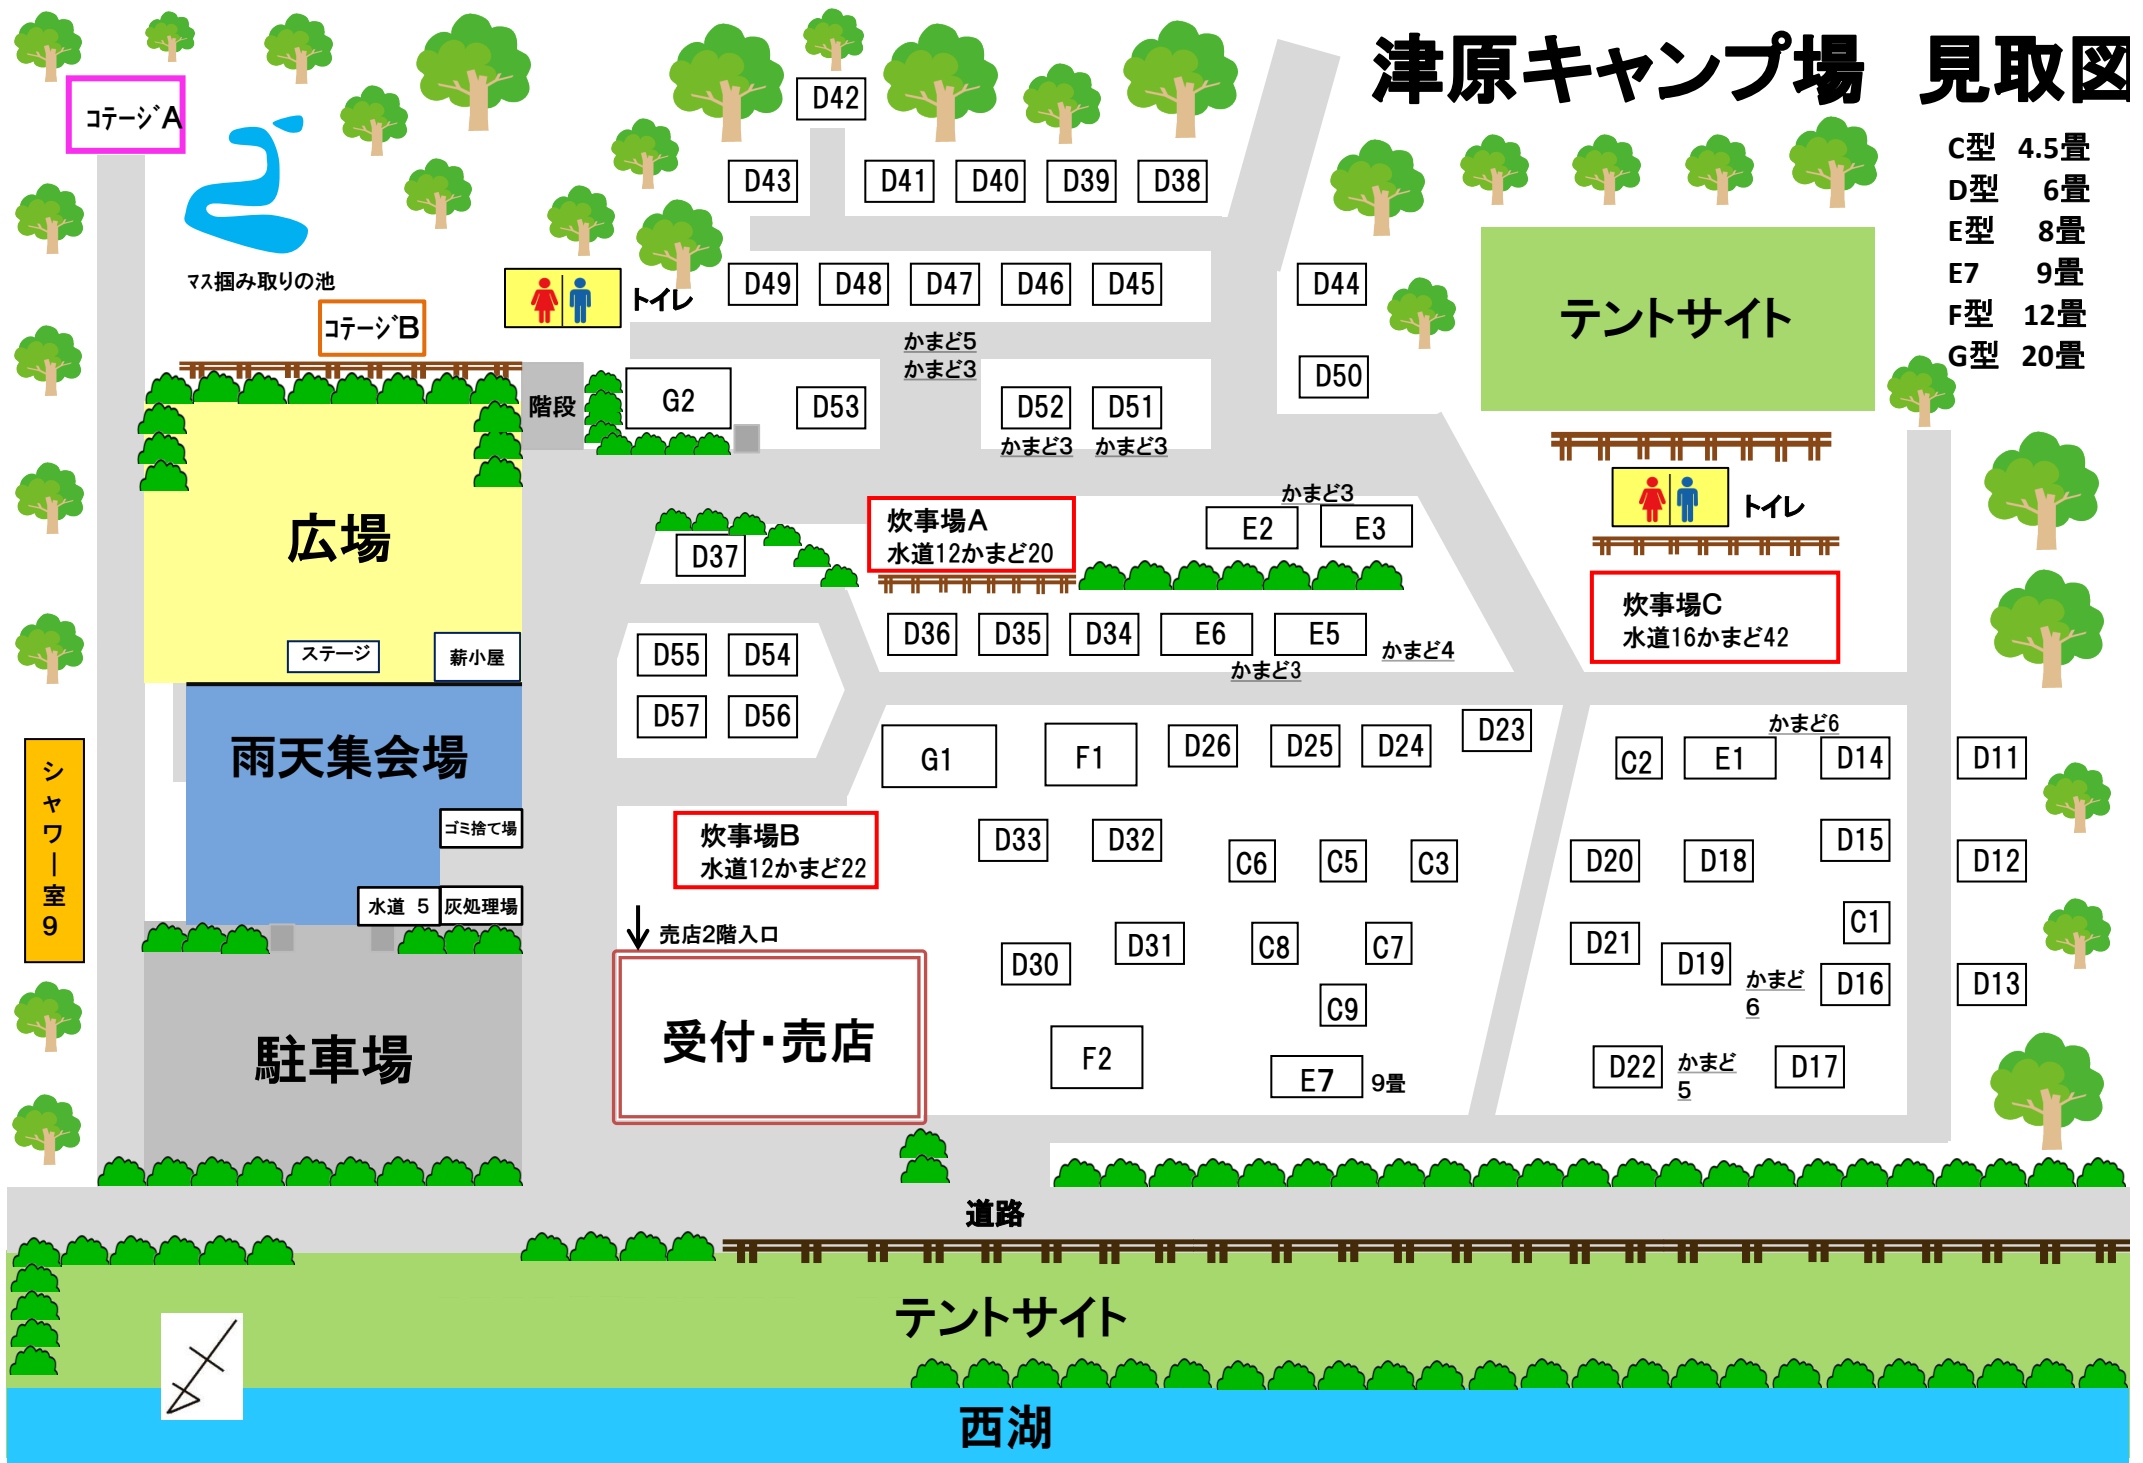 津原キャンプ場 見取図
C型 4.5畳
D型 6畳
E型 8畳
E7 9畳
F型 12畳
G型 20畳
コテージA
マス掴み取りの池
コテージB
トイレ
D42
D43
D41
D40
D39
D38
D49
D48
D47
D46
D45
D44
かまど5
かまど3
テントサイト
階段
G2
D53
D52
D51
D50
かまど3
かまど3
広場
トイレ
炊事場A
水道12かまど20
かまど3
E2
E3
D37
炊事場C
水道16かまど42
D36
D35
D34
E6
E5
かまど4
かまど3
ステージ
薪小屋
D55
D54
D57
D56
雨天集会場
シャワー室9
ゴミ捨て場
水道 5
灰処理場
G1
F1
D26
D25
D24
D23
かまど6
C2
E1
D14
D11
炊事場B
水道12かまど22
D33
D32
C6
C5
C3
D20
D18
D15
D12
売店2階入口
D30
D31
C8
C7
D21
D19
C1
かまど
6
D16
D13
C9
駐車場
受付・売店
F2
E7
9畳
D22
かまど
5
D17
道路
テントサイト
西湖